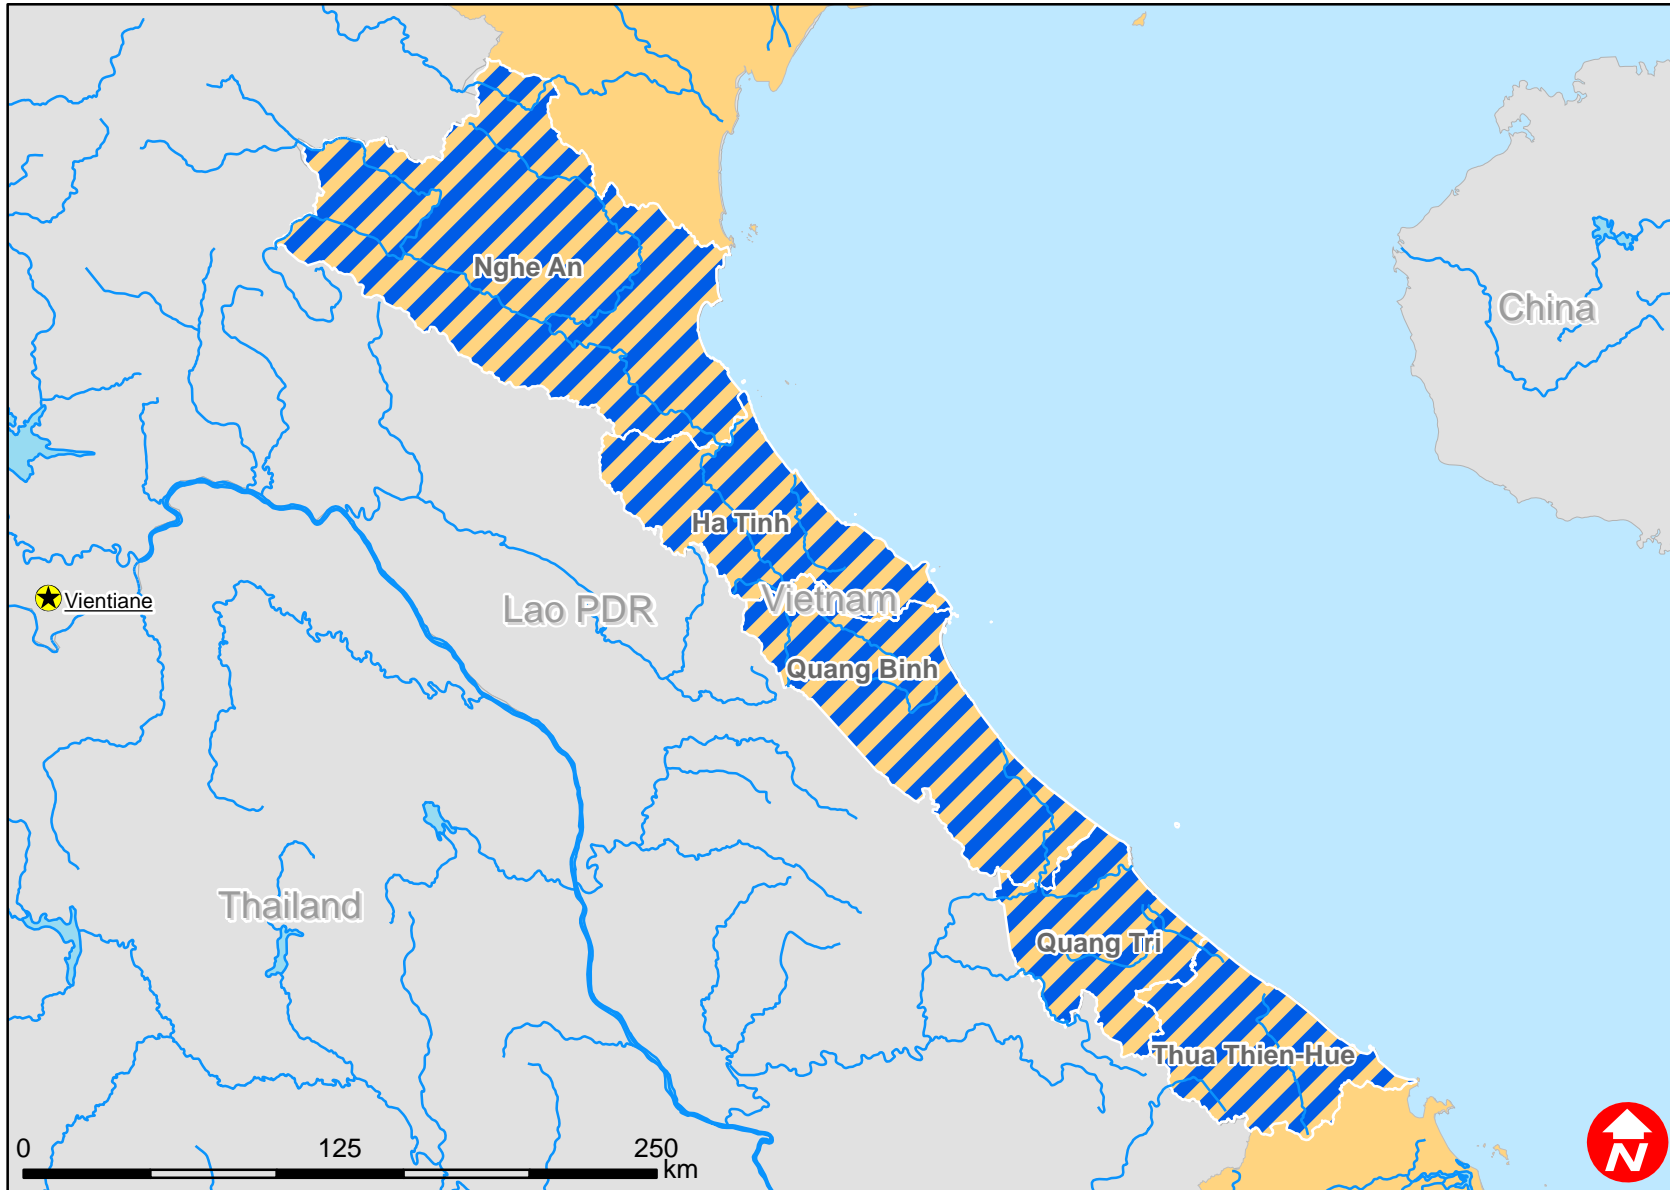 Nghe An
China
Ha Tinh
Vientiane
Lao PDR
Vietnam
Quang Binh
Thailand
Quang Tri
Thua Thien-Hue
0 125 250
km
N